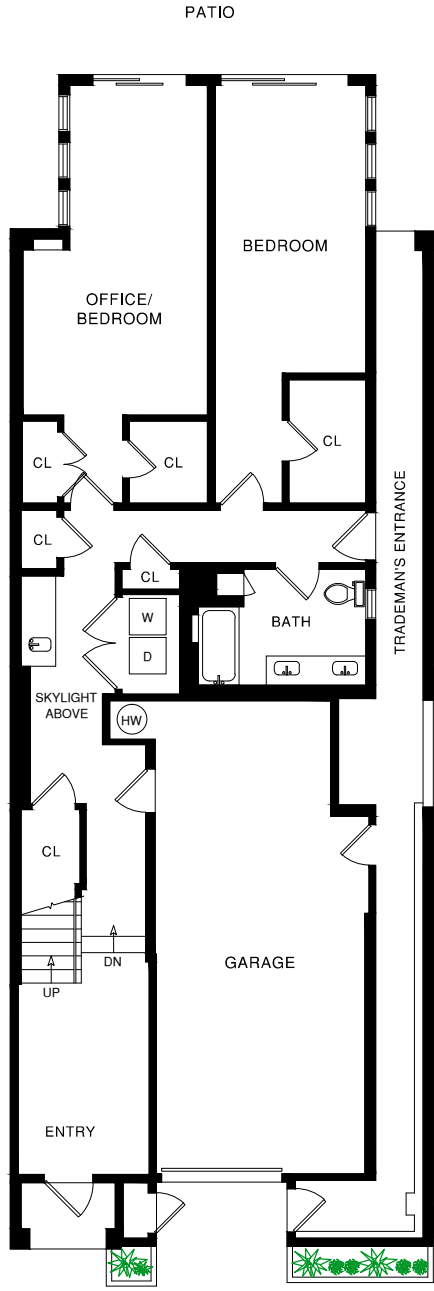 PATIO
BEDROOM
OFFICE/
BEDROOM
CL
CL
CL
CL
CL
TRADEMAN'S ENTRANCE
W
D
BATH
SKYLIGHT
ABOVE
HW
CL
GARAGE
DN
UP
ENTRY